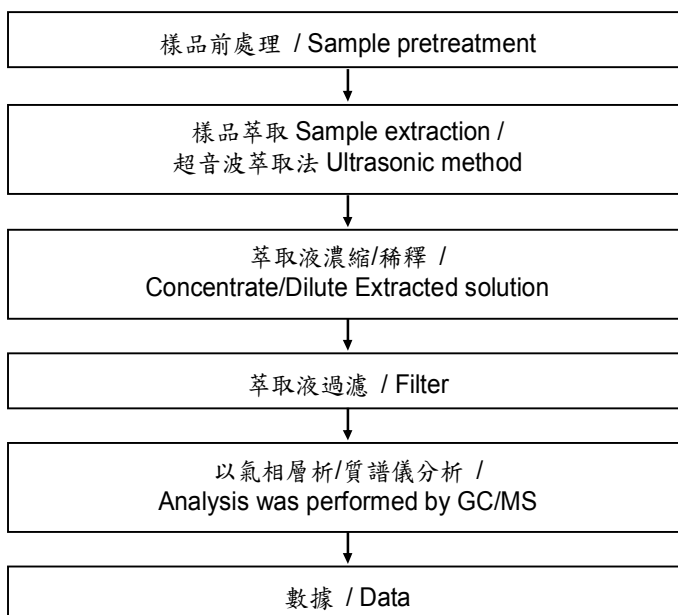 樣品前處理 / Sample pretreatment
樣品萃取 Sample extraction /
超音波萃取法 Ultrasonic method
萃取液濃縮/稀釋 /
Concentrate/Dilute Extracted solution
萃取液過濾 / Filter
以氣相層析/質譜儀分析 /
Analysis was performed by GC/MS
數據 / Data